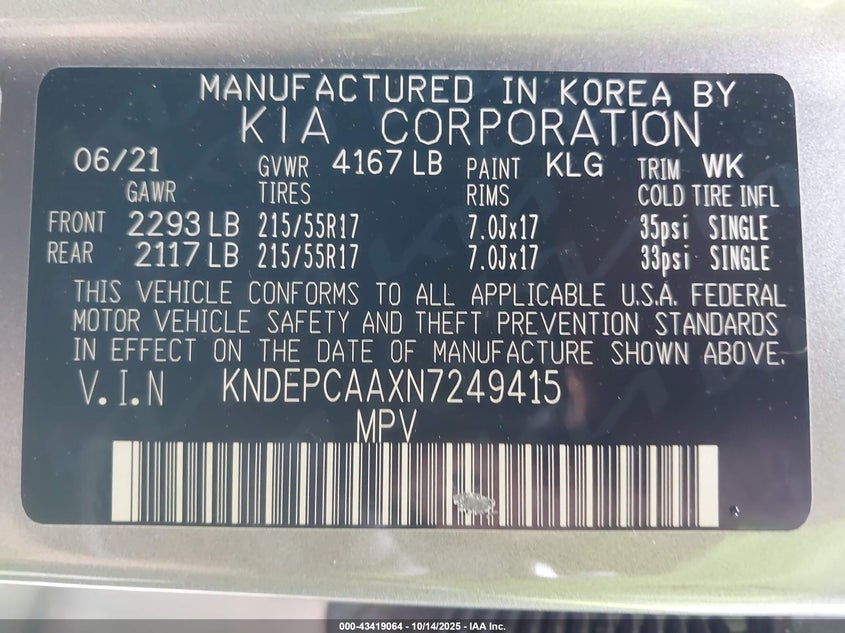 MANUFACTURED IN KOREA BY
KIA CORPORATION
06/21 GVWR 4167 LB PAINT KLG TRIM WK
GAWR TIRES RIMS COLD TIRE INFL
FRONT 2293 LB 215/55R17 7.0Jx17 35psi SINGLE
REAR 2117 LB 215/55R17 7.0Jx17 33psi SINGLE
THIS VEHICLE CONFORMS TO ALL APPLICABLE U.S.A. FEDERAL
MOTOR VEHICLE SAFETY AND THEFT PREVENTION STANDARDS
IN EFFECT ON THE DATE OF MANUFACTURE SHOWN ABOVE.
V.I.N KNDEPCAAXN7249415
MPV
000-43419064 - 10/14/2025 - IAA Inc.